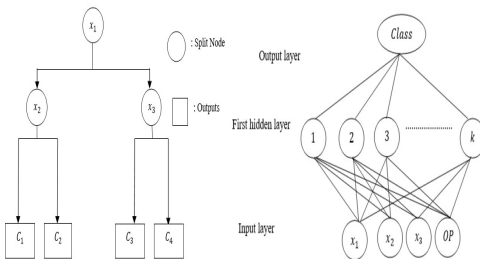 x₁
: Split Node
x₂
x₃
: Outputs
C₁
C₂
C₃
C₄
Class
Output layer
First hidden layer
1
2
3
....................
k
Input layer
x₁
x₂
x₃
OP